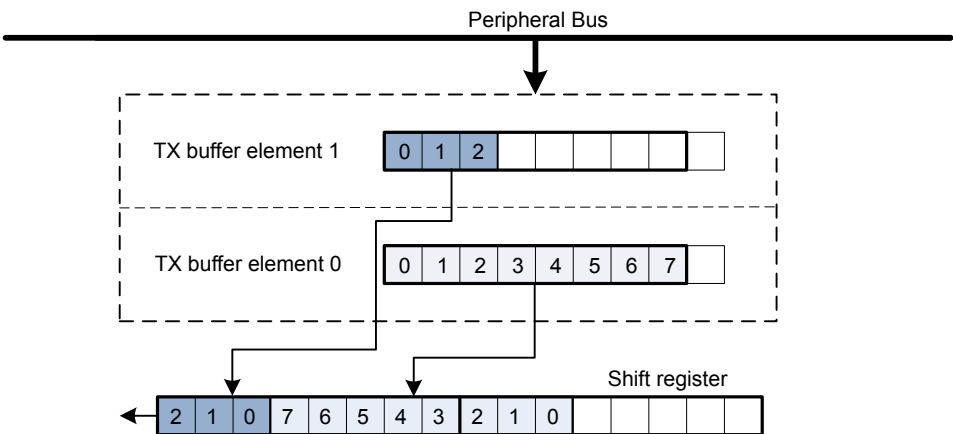 Peripheral Bus
TX buffer element 1
0 1 2
TX buffer element 0
0 1 2 3 4 5 6 7
Shift register
2 1 0 7 6 5 4 3 2 1 0